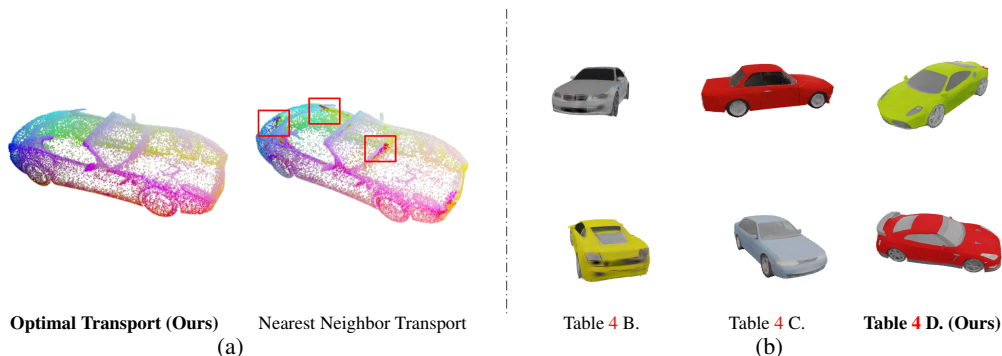 Optimal Transport (Ours) Nearest Neighbor Transport
(a)
Table 4 B. Table 4 C. Table 4 D. (Ours)
(b)